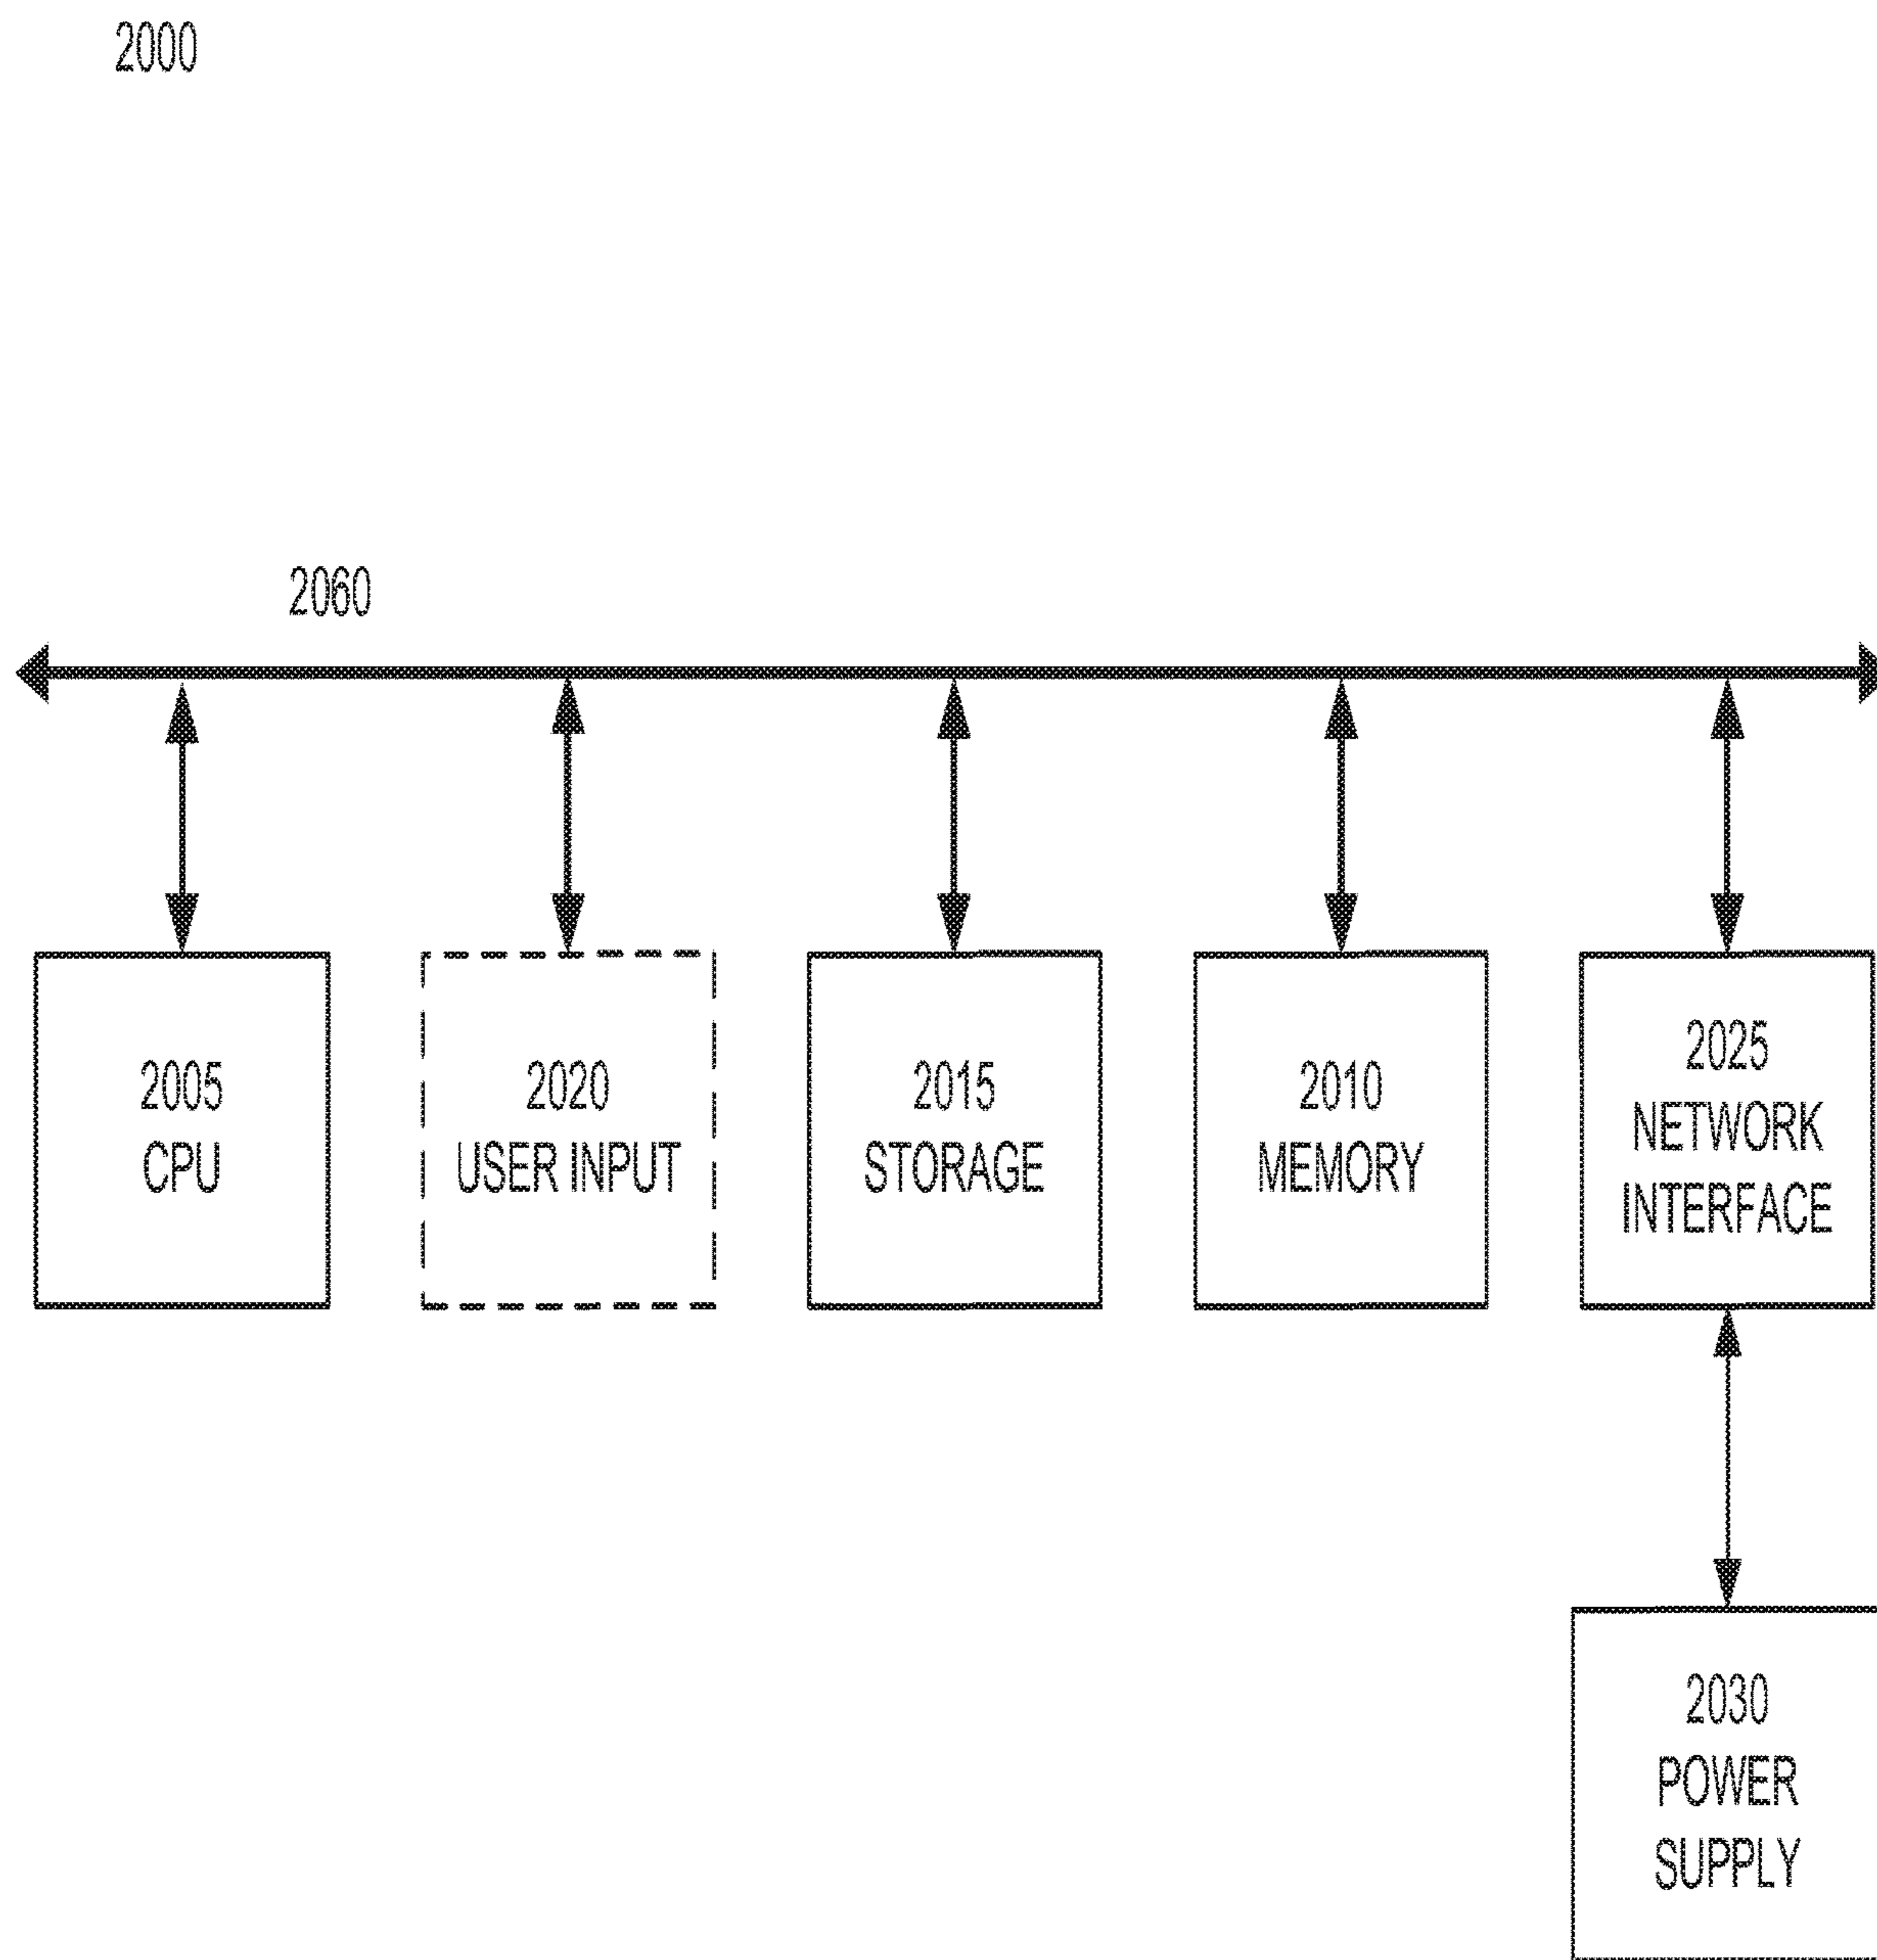 2000
2060
2005
CPU
2020
USER INPUT
2015
STORAGE
2010
MEMORY
2025
NETWORK
INTERFACE
2030
POWER
SUPPLY